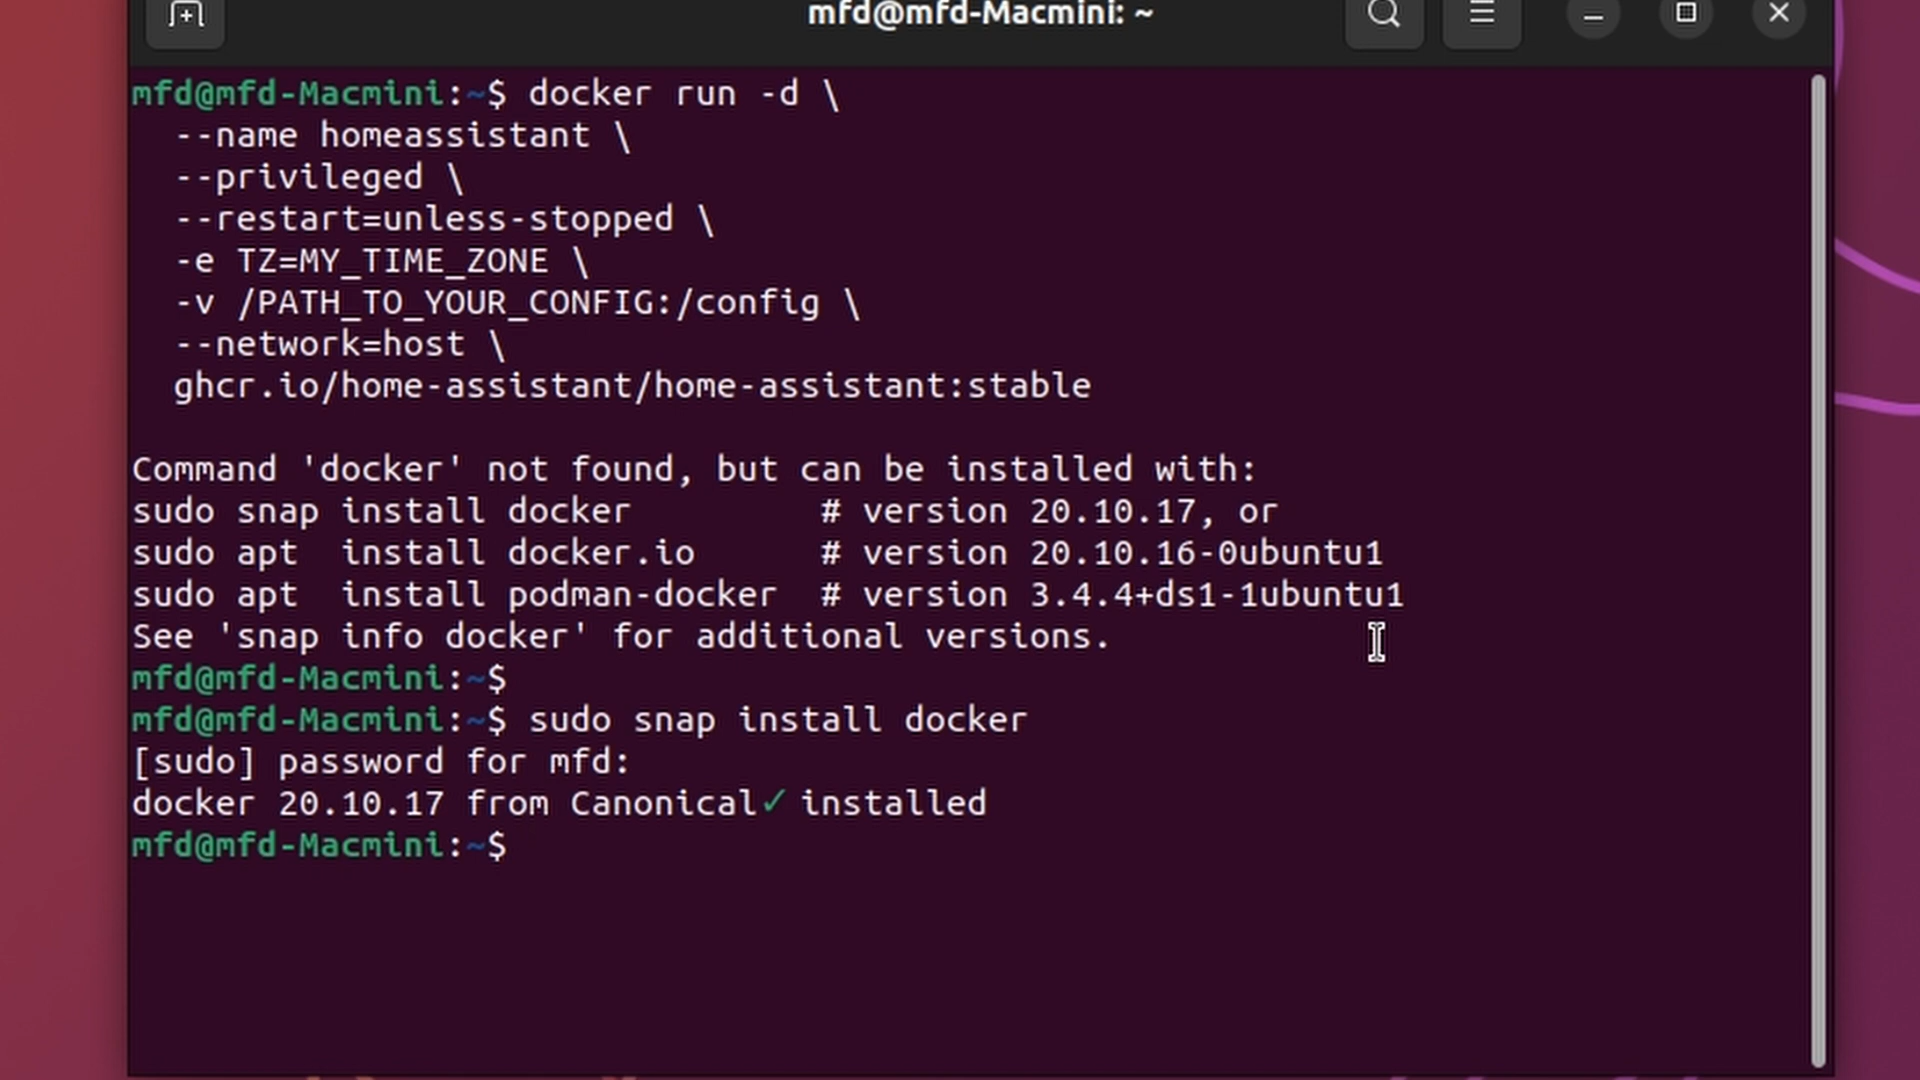 mfd@mfd-Macmini: ~
mfd@mfd-Macmini:~$ docker run -d \
  --name homeassistant \
  --privileged \
  --restart=unless-stopped \
  -e TZ=MY_TIME_ZONE \
  -v /PATH_TO_YOUR_CONFIG:/config \
  --network=host \
  ghcr.io/home-assistant/home-assistant:stable
Command 'docker' not found, but can be installed with:
sudo snap install docker         # version 20.10.17, or
sudo apt  install docker.io      # version 20.10.16-0ubuntu1
sudo apt  install podman-docker  # version 3.4.4+ds1-1ubuntu1
See 'snap info docker' for additional versions.
mfd@mfd-Macmini:~$
mfd@mfd-Macmini:~$ sudo snap install docker
[sudo] password for mfd:
docker 20.10.17 from Canonical✓ installed
mfd@mfd-Macmini:~$